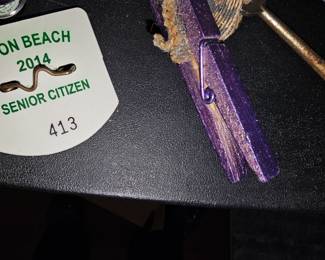 ON BEACH
2014
SENIOR CITIZEN
413